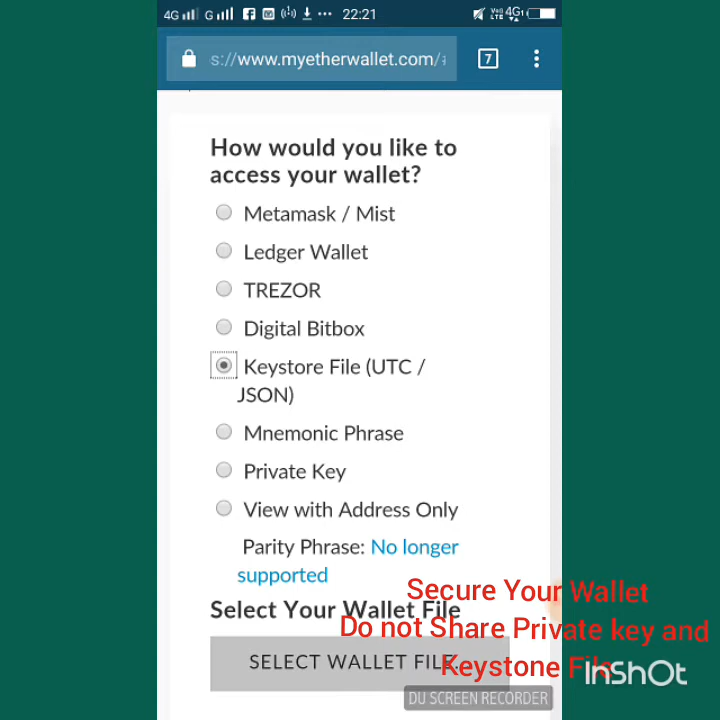 4G G 22:21 4G
s://www.myetherwallet.com/ 7
How would you like to
access your wallet?
Metamask / Mist
Ledger Wallet
TREZOR
Digital Bitbox
Keystore File (UTC /
JSON)
Mnemonic Phrase
Private Key
View with Address Only
Parity Phrase: No longer
supported
Secure Your Wallet
Select Your Wallet File
Do not Share Private key and
SELECT WALLET FILE.
Keystone File
InShOt
DU SCREEN RECORDER